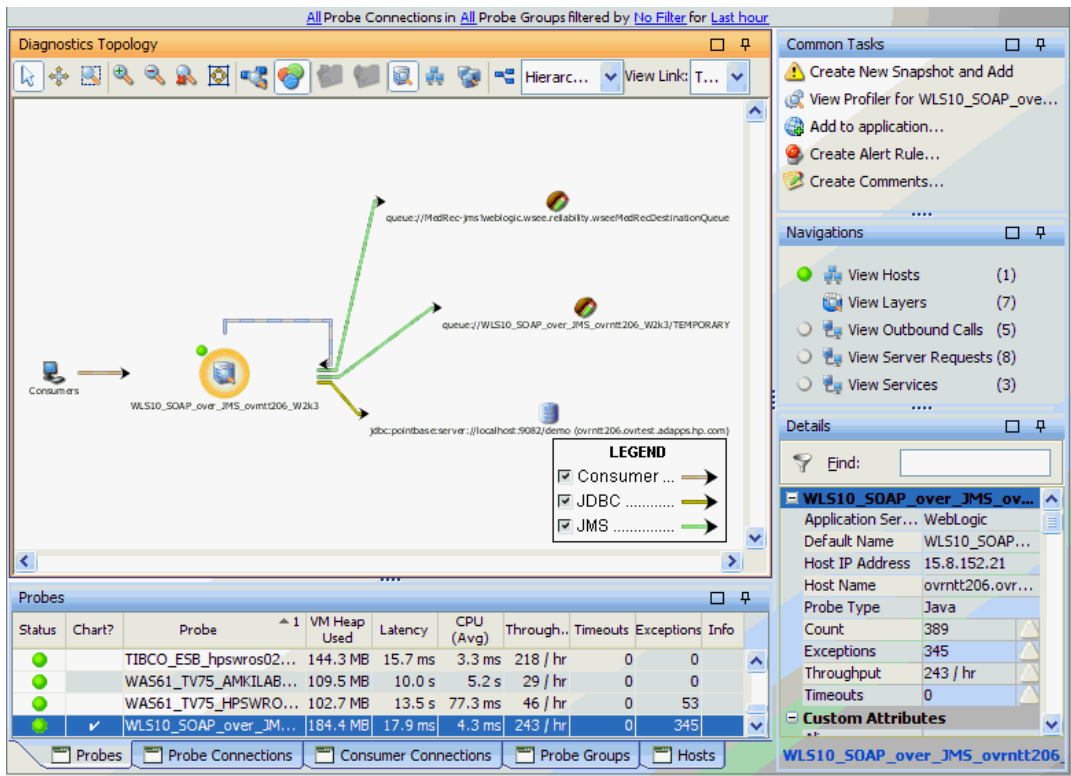 All Probe Connections in All Probe Groups filtered by No Filter for Last hour
Diagnostics Topology
Hierarc...
View Link:
T...
queue://MedRec-jms!weblogic.wsee.reliability.wseeMedRecDestinationQueue
queue://WLS10_SOAP_over_JMS_ovrntt206_W2k3/TEMPORARY
Consumers
WLS10_SOAP_over_JMS_ovrntt206_W2k3
jdbc:pointbase:server://localhost:9082/demo (ovrntt206.ovrtest.adapps.hp.com)
LEGEND
Consumer ...
JDBC ............
JMS ..............
Probes
Status Chart? Probe 1 VM Heap Used Latency CPU (Avg) Through.. Timeouts Exceptions Info
TIBCO_ESB_hpswros02... 144.3 MB 15.7 ms 3.3 ms 218 / hr 0 0
WAS61_TV75_AMKILAB... 109.5 MB 10.0 s 5.2 s 29 / hr 0 0
WAS61_TV75_HPSWRO... 102.7 MB 13.5 s 77.3 ms 46 / hr 0 53
WLS10_SOAP_over_JM... 184.4 MB 17.9 ms 4.3 ms 243 / hr 0 345
Probes Probe Connections Consumer Connections Probe Groups Hosts
Common Tasks
Create New Snapshot and Add
View Profiler for WLS10_SOAP_ove...
Add to application...
Create Alert Rule...
Create Comments...
Navigations
View Hosts (1)
View Layers (7)
View Outbound Calls (5)
View Server Requests (8)
View Services (3)
Details
Find:
WLS10_SOAP_over_JMS_ov...
Application Ser... WebLogic
Default Name WLS10_SOAP...
Host IP Address 15.8.152.21
Host Name ovrntt206.ovr...
Probe Type Java
Count 389
Exceptions 345
Throughput 243 / hr
Timeouts 0
Custom Attributes
WLS10_SOAP_over_JMS_ovrntt206_